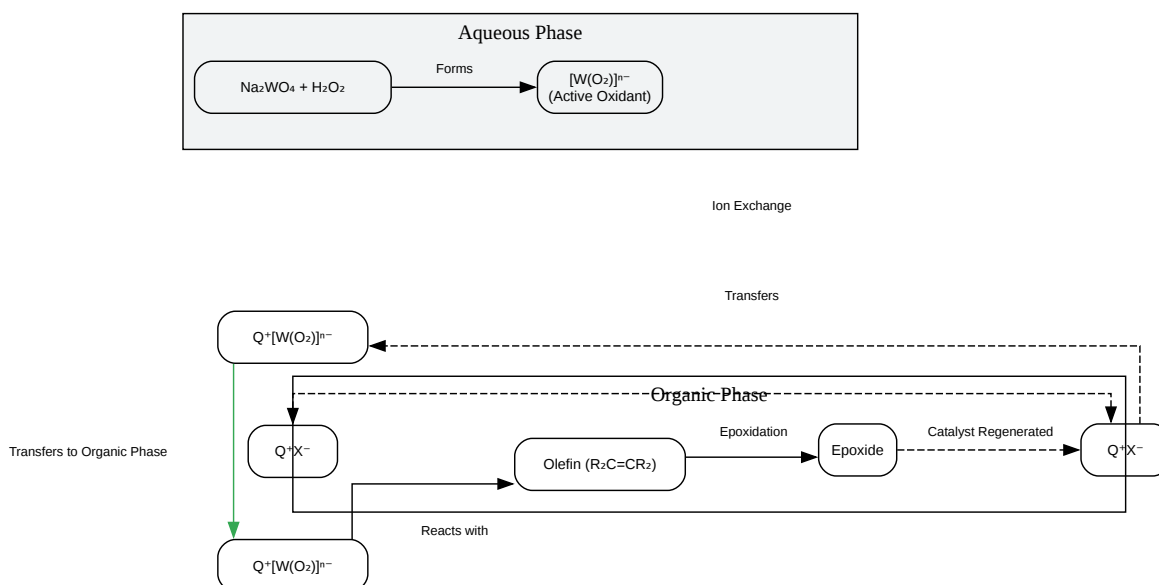 Aqueous Phase
Forms
Na₂WO₄ + H₂O₂
[W(O₂)]ⁿ⁻
(Active Oxidant)
Ion Exchange
Transfers
Q⁺[W(O₂)]ⁿ⁻
Organic Phase
Transfers to Organic Phase
Q⁺X⁻
Olefin (R₂C=CR₂)
Epoxidation
Epoxide
Catalyst Regenerated
Q⁺X⁻
Reacts with
Q⁺[W(O₂)]ⁿ⁻